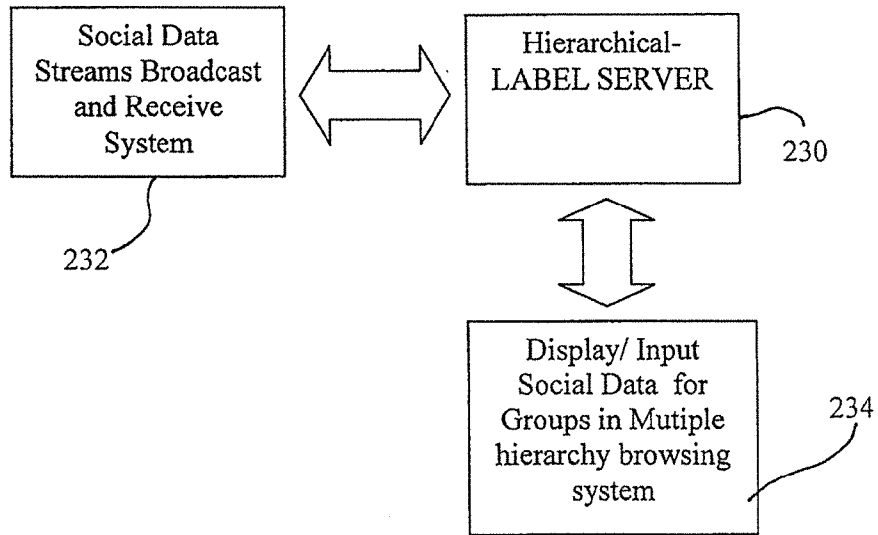 Social Data
Streams Broadcast
and Receive
System
232
Hierarchical-
LABEL SERVER
230
Display/ Input
Social Data for
Groups in Mutiple
hierarchy browsing
system
234